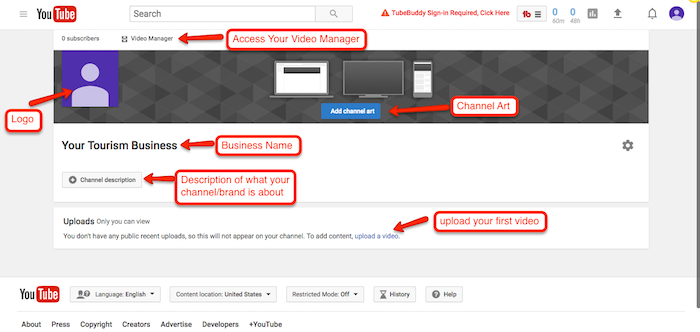 YouTube
Search
TubeBuddy Sign-in Required, Cick Here
0
60m
0
48h
0 subscribers
Video Manager
Access Your Video Manager
Logo
Add channel art
Channel Art
Your Tourism Business
Business Name
Channel description
Description of what your
channel/brand is about
Uploads Only you can view
You don't have any public recent uploads, so this will not appear on your channel. To add content, upload a video.
upload your first video
YouTube
Language: English
Content location: United States
Restricted Mode: Off
History
Help
About Press Copyright Creators Advertise Developers +YouTube